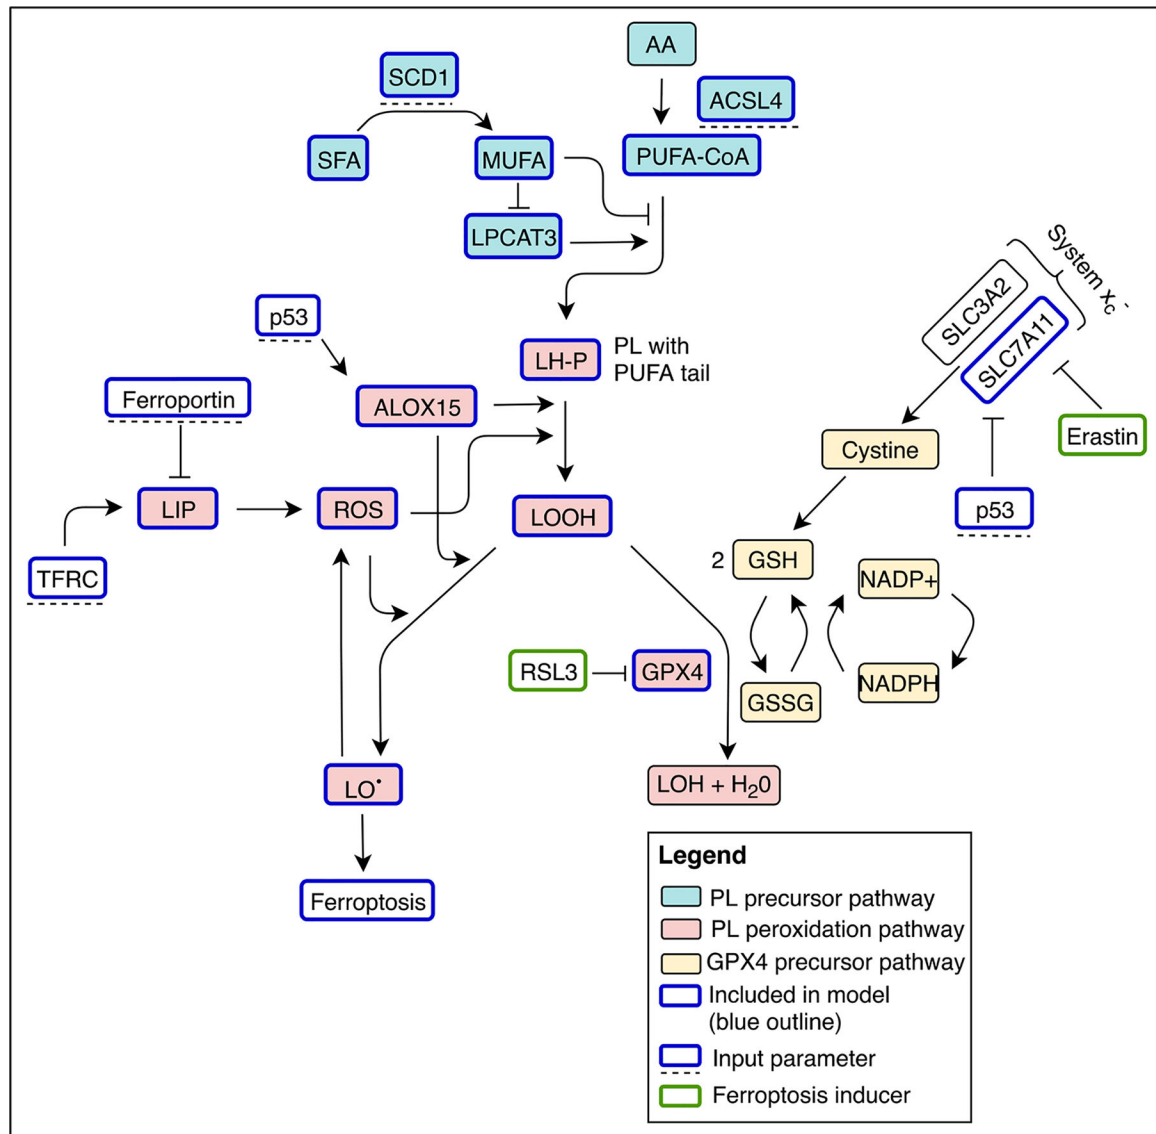 AA
SCD1
ACSL4
SFA
MUFA
PUFA-CoA
LPCAT3
System x_c^-
SLC3A2
SLC7A11
p53
LH-P
PL with
PUFA tail
Ferroportin
ALOX15
Erastin
Cystine
LIP
ROS
LOOH
p53
TFRC
2
GSH
NADP+
RSL3
GPX4
GSSG
NADPH
LO•
LOH + H₂0
Ferroptosis
Legend
PL precursor pathway
PL peroxidation pathway
GPX4 precursor pathway
Included in model
(blue outline)
Input parameter
Ferroptosis inducer